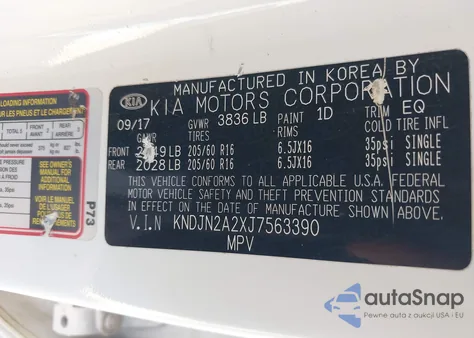 LOADING INFORMATION
MANUFACTURED IN KOREA BY
KIA KIA MOTORS CORPORATION
09/17 GVWR 3836 LB PAINT 1D TRIM EQ
GAWR TIRES RIMS COLD TIRE INFL
FRONT LB 205/60 R16 6.5JX16 35psi SINGLE
REAR 2028 LB 205/60 R16 6.5JX16 35psi SINGLE
THIS VEHICLE CONFORMS TO ALL APPLICABLE U.S.A. FEDERAL
MOTOR VEHICLE SAFETY AND THEFT PREVENTION STANDARDS
IN EFFECT ON THE DATE OF MANUFACTURE SHOWN ABOVE.
V.I.N KNDJN2A2XJ7563390
MPV
SEE OWNER'S
MANUAL FOR
P73
autoSnap
Pewne auta z aukcji USA i EU